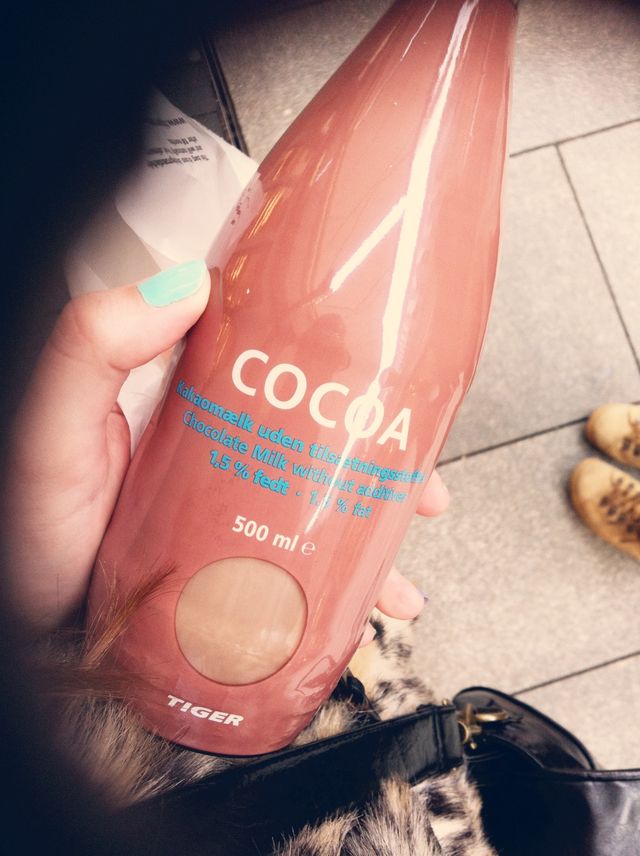 COCOA
Kakaomælk uden tilsætningsstoffer
Chocolate Milk without additives
1,5 % fedt · 1,5 % fat
500 ml ℮
TIGER